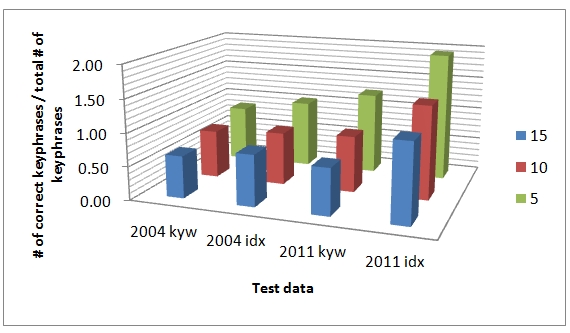 # of correct keyphrases / total # of
keyphrases
2.00
1.50
1.00
0.50
0.00
2004 kyw
2004 idx
2011 kyw
2011 idx
Test data
15
10
5